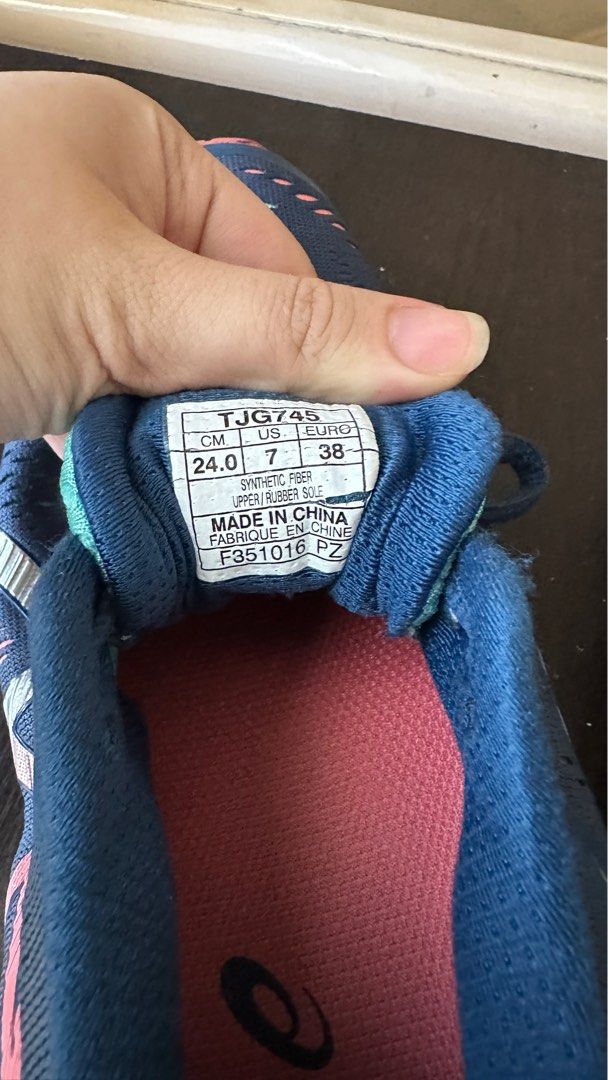 TJG745
CM US EURO
24.0 7 38
SYNTHETIC FIBER
UPPER/RUBBER SOLE
MADE IN CHINA
FABRIQUE EN CHINE
F351016 PZ